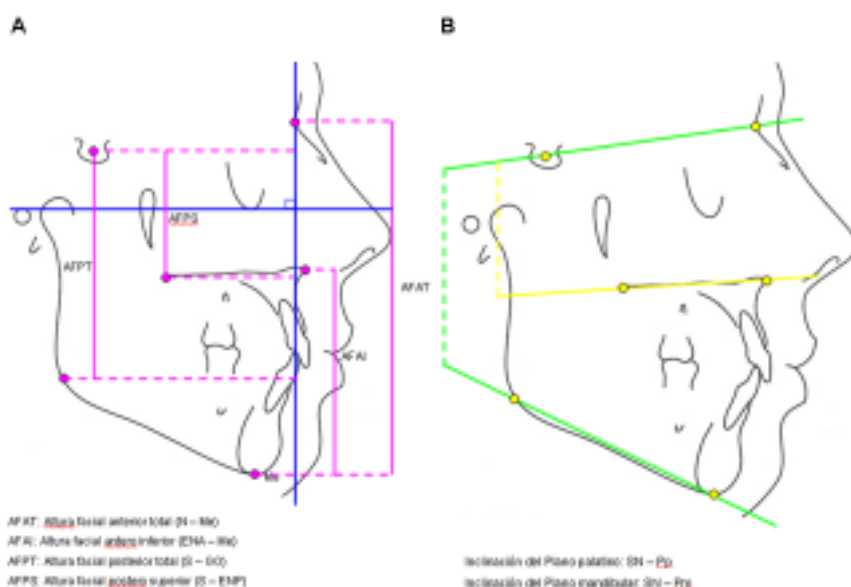 A
B
AFPS
AFPT
AFAT
AFAI
Me
AFAT: Altura facial anterior total (N – Me)
AFAI: Altura facial antero inferior (ENA – Me)
AFPT: Altura facial posterior total (S – GO)
AFPS: Altura facial postero superior (S – ENP)
Inclinación del Plano palatino: SN – Pp
Inclinación del Plano mandibular: SN – Pm